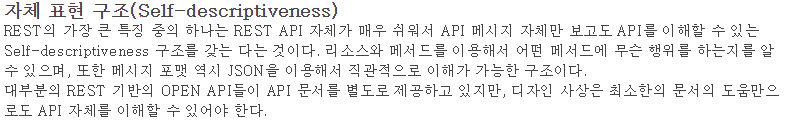 자체 표현 구조(Self-descriptiveness)
REST의 가장 큰 특징 중의 하나는 REST API 자체가 매우 쉬워서 API 메시지 자체만 보고도 API를 이해할 수 있는
Self-descriptiveness 구조를 갖는 다는 것이다. 리소스와 메서드를 이용해서 어떤 메서드에 무슨 행위를 하는지를 알
수 있으며, 또한 메시지 포맷 역시 JSON을 이용해서 직관적으로 이해가 가능한 구조이다.
대부분의 REST 기반의 OPEN API들이 API 문서를 별도로 제공하고 있지만, 디자인 사상은 최소한의 문서의 도움만으
로도 API 자체를 이해할 수 있어야 한다.